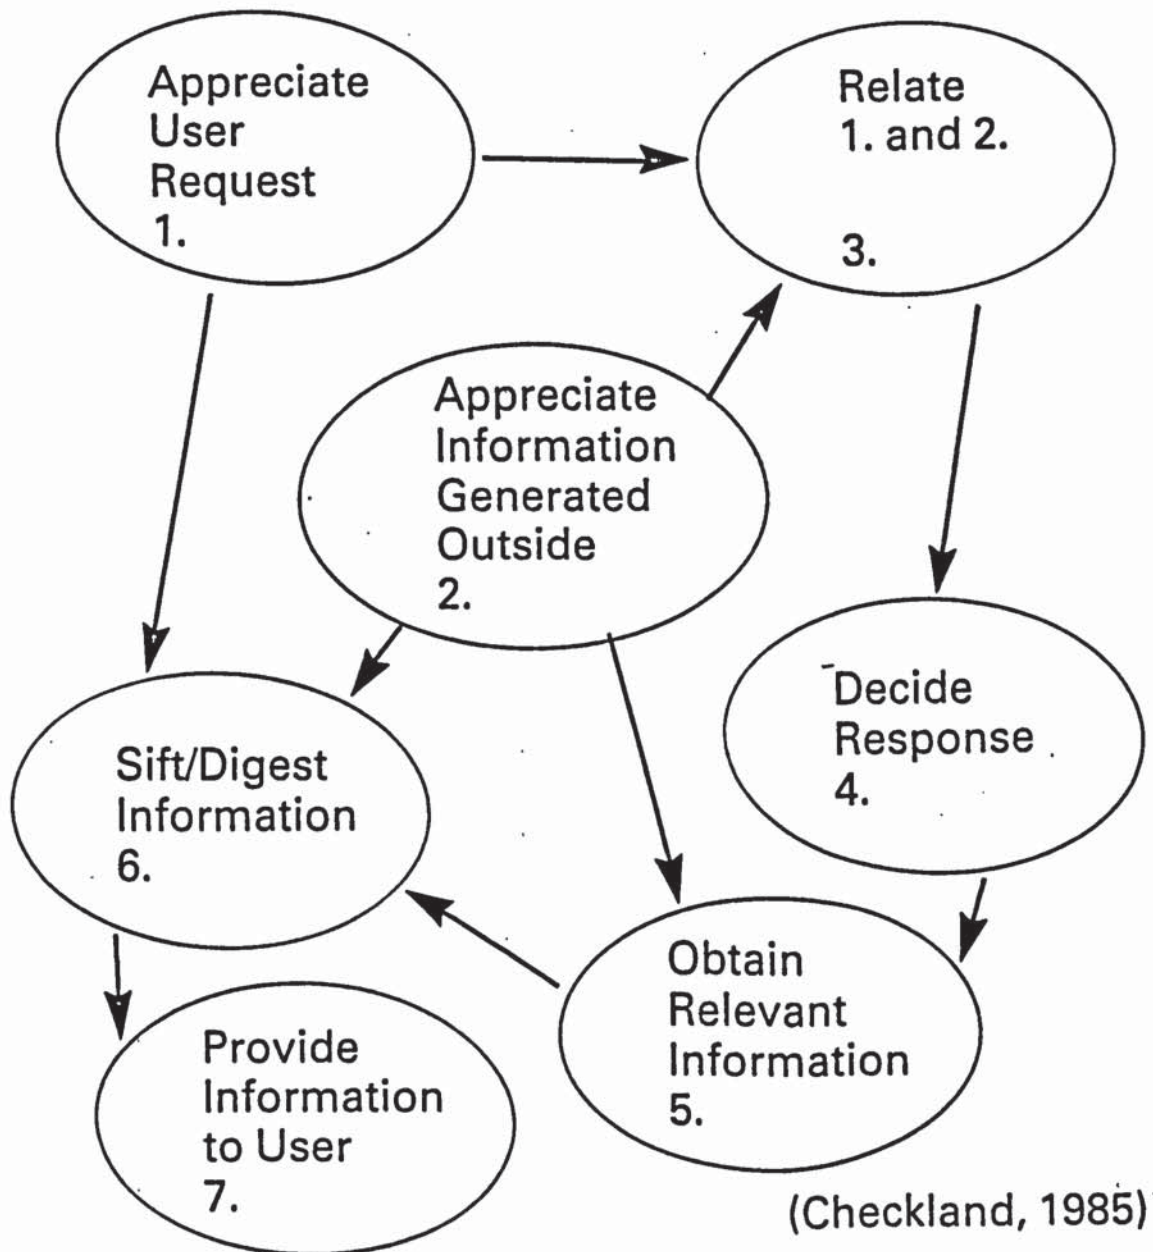 Appreciate
User
Request
1.
Relate
1. and 2.
3.
Appreciate
Information
Generated
Outside
2.
Decide
Response
4.
Sift/Digest
Information
6.
Obtain
Relevant
Information
5.
Provide
Information
to User
7.
(Checkland, 1985)